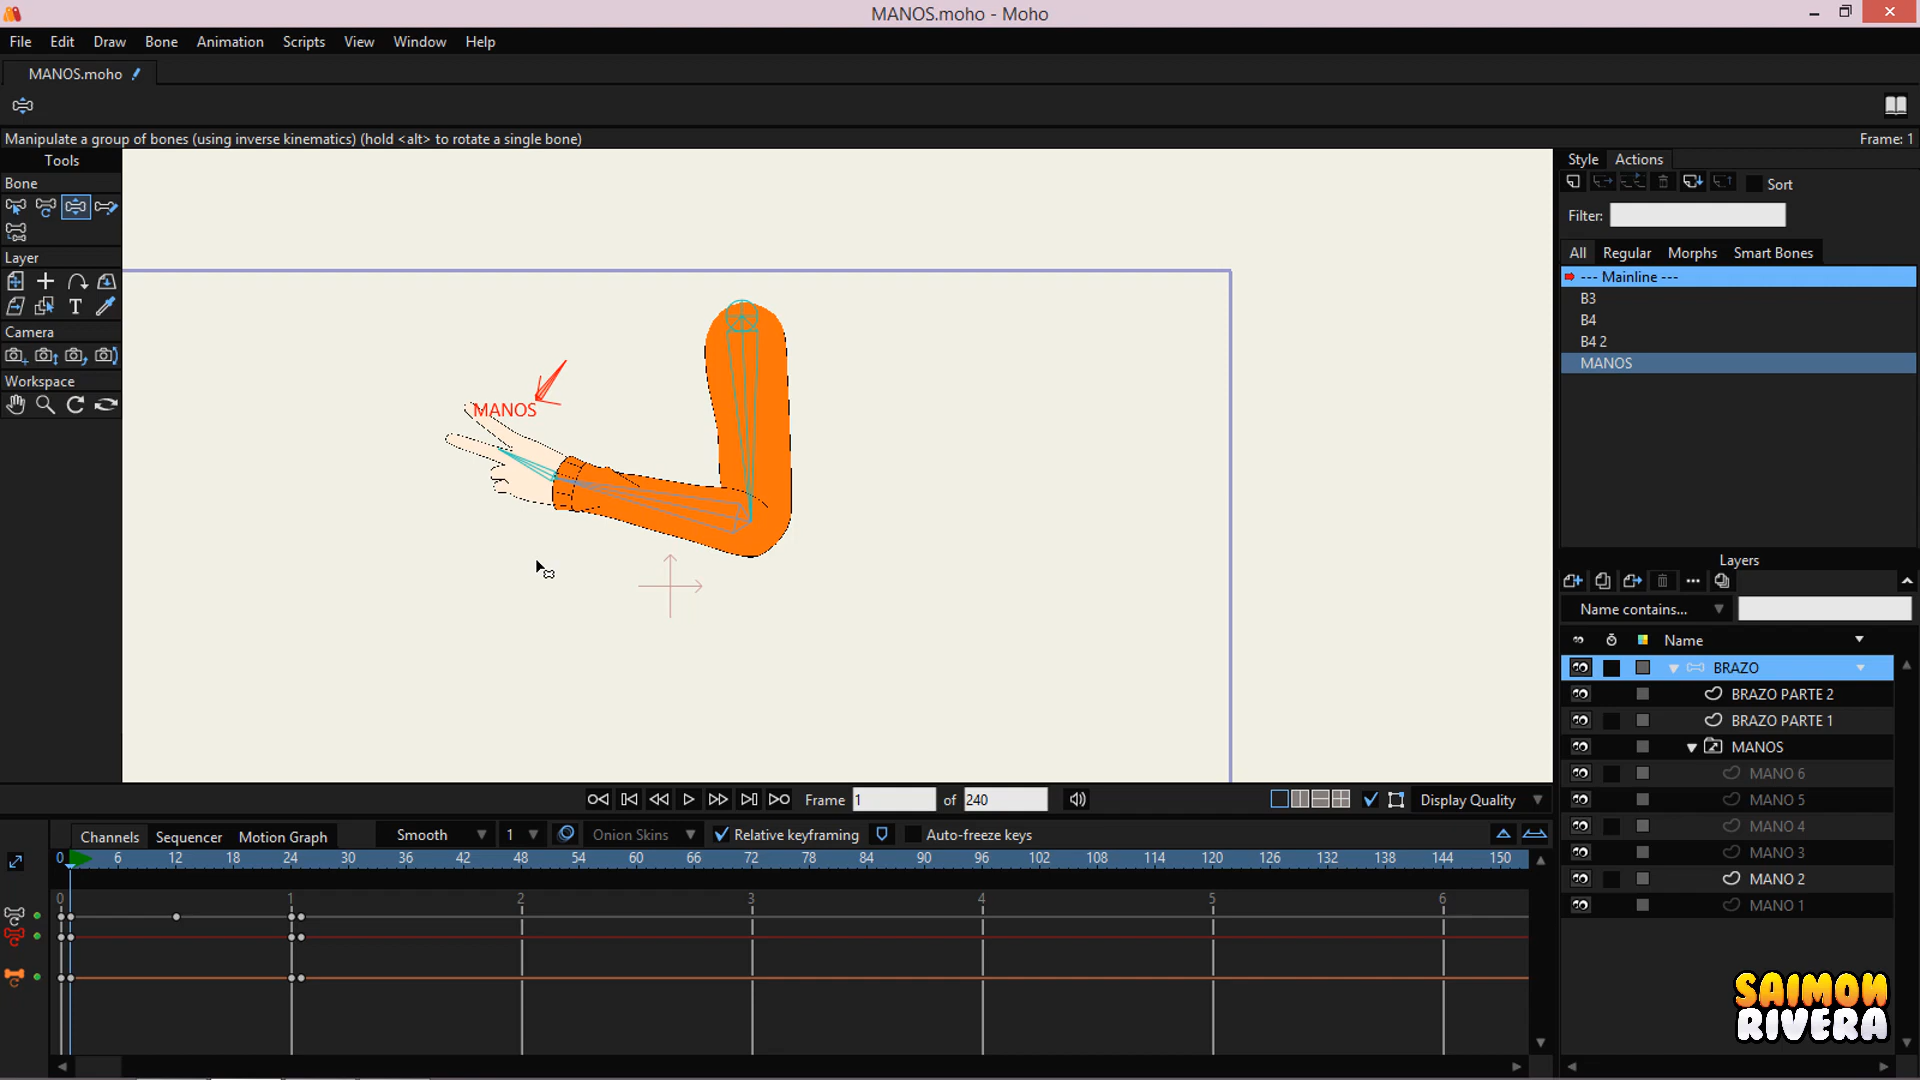 MANOS.moho - Moho
File Edit Draw Bone Animation Scripts View Window Help
MANOS.moho
Manipulate a group of bones (using inverse kinematics) (hold <alt> to rotate a single bone)
Frame: 1
Tools
Bone
Layer
T
Camera
Workspace
MANOS
Style Actions
Sort
Filter:
All Regular Morphs Smart Bones
--- Mainline ---
B3
B4
B4 2
MANOS
Layers
Name contains...
Name
BRAZO
BRAZO PARTE 2
BRAZO PARTE 1
MANOS
MANO 6
MANO 5
MANO 4
MANO 3
MANO 2
MANO 1
Frame 1 of 240
Display Quality
Channels Sequencer Motion Graph Smooth 1 Onion Skins Relative keyframing Auto-freeze keys
0 6 12 18 24 30 36 42 48 54 60 66 72 78 84 90 96 102 108 114 120 126 132 138 144 150
0 1 2 3 4 5 6
SAIMON
RIVERA